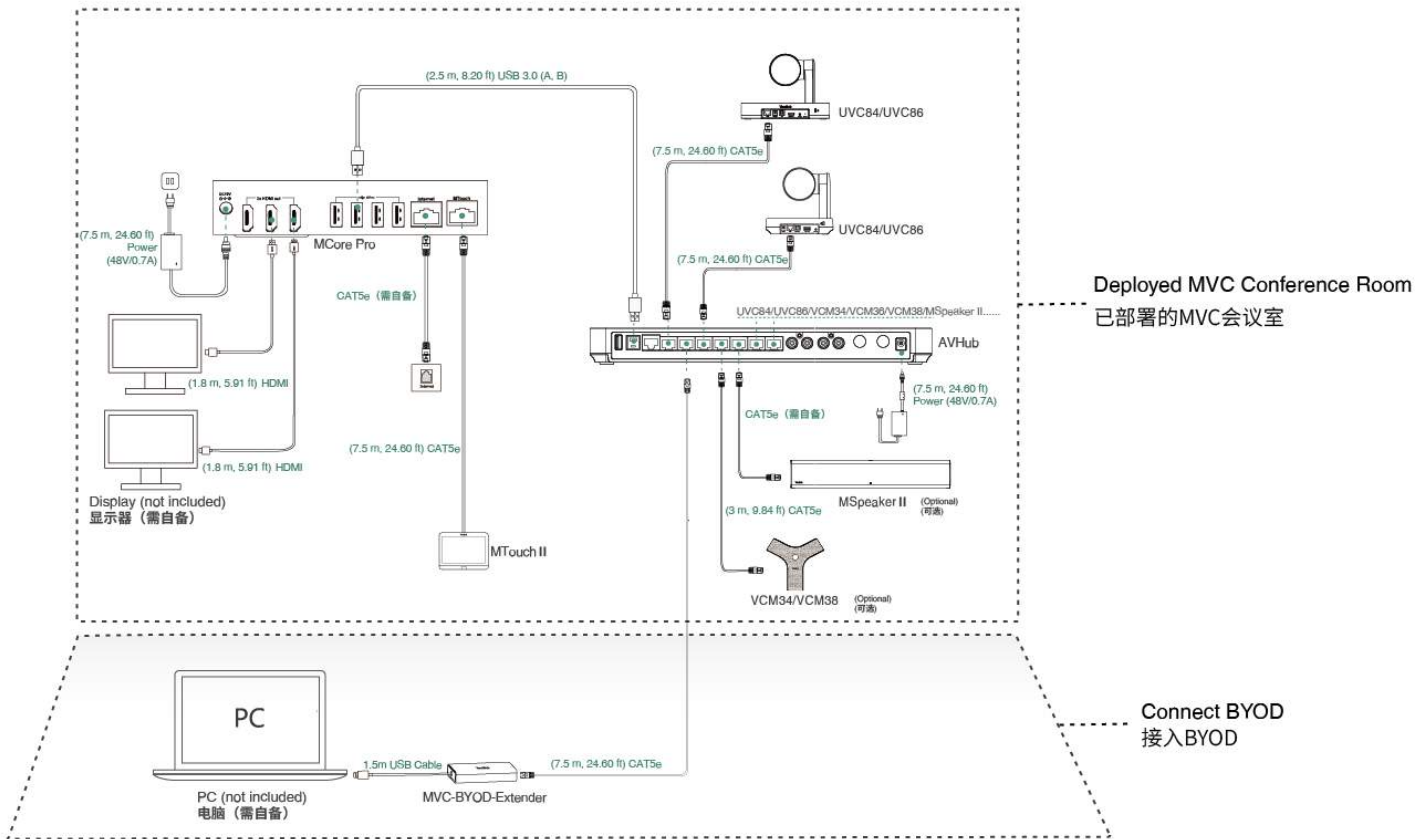 (2.5 m, 8.20 ft) USB 3.0 (A, B)
UVC84/UVC86
(7.5 m, 24.60 ft) CAT5e
UVC84/UVC86
(7.5 m, 24.60 ft) CAT5e
2x HDMI out
Internet
MTouch
MCore Pro
(7.5 m, 24.60 ft)
Power
(48V/0.7A)
CAT5e（需自备）
Internet
UVC84/UVC86/VCM34/VCM36/VCM38/MSpeaker II......
AVHub
(1.8 m, 5.91 ft) HDMI
(1.8 m, 5.91 ft) HDMI
Display (not included)
显示器（需自备）
(7.5 m, 24.60 ft) CAT5e
MTouch II
(7.5 m, 24.60 ft)
Power (48V/0.7A)
CAT5e（需自备）
MSpeaker II
(Optional)
(可选)
(3 m, 9.84 ft) CAT5e
VCM34/VCM38
(Optional)
(可选)
Deployed MVC Conference Room
已部署的MVC会议室
PC
1.5m USB Cable
(7.5 m, 24.60 ft) CAT5e
PC (not included)
电脑（需自备）
MVC-BYOD-Extender
Connect BYOD
接入BYOD